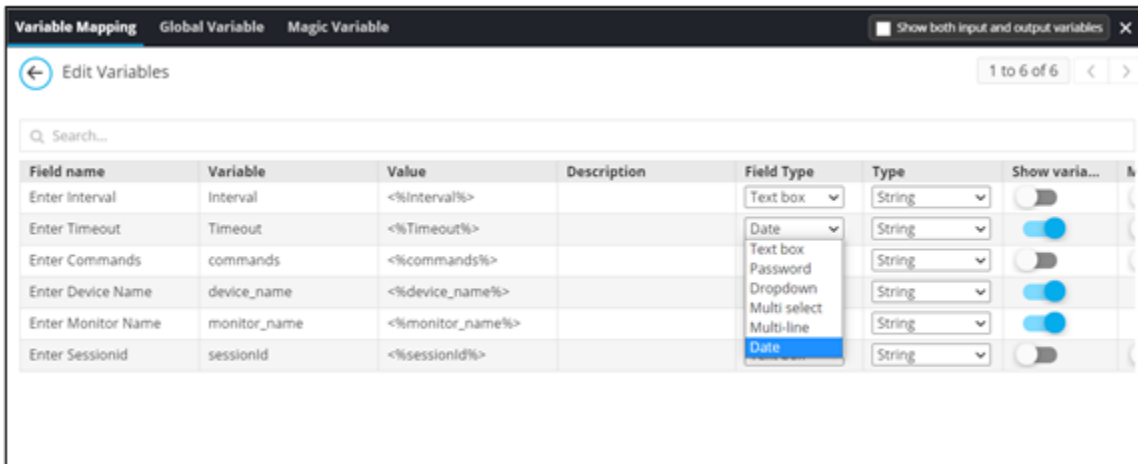 Variable Mapping Global Variable Magic Variable Show both input and output variables
Edit Variables 1 to 6 of 6
Search...
Field name Variable Value Description Field Type Type Show varia...
Enter Interval Interval <%Interval%> Text box String
Enter Timeout Timeout <%Timeout%> Date String
Text box
Enter Commands commands <%commands%> String
Password
Dropdown
Enter Device Name device_name <%device_name%> String
Multi select
Enter Monitor Name monitor_name <%monitor_name%> String
Multi-line
Date
Enter Sessionid sessionId <%sessionId%> String